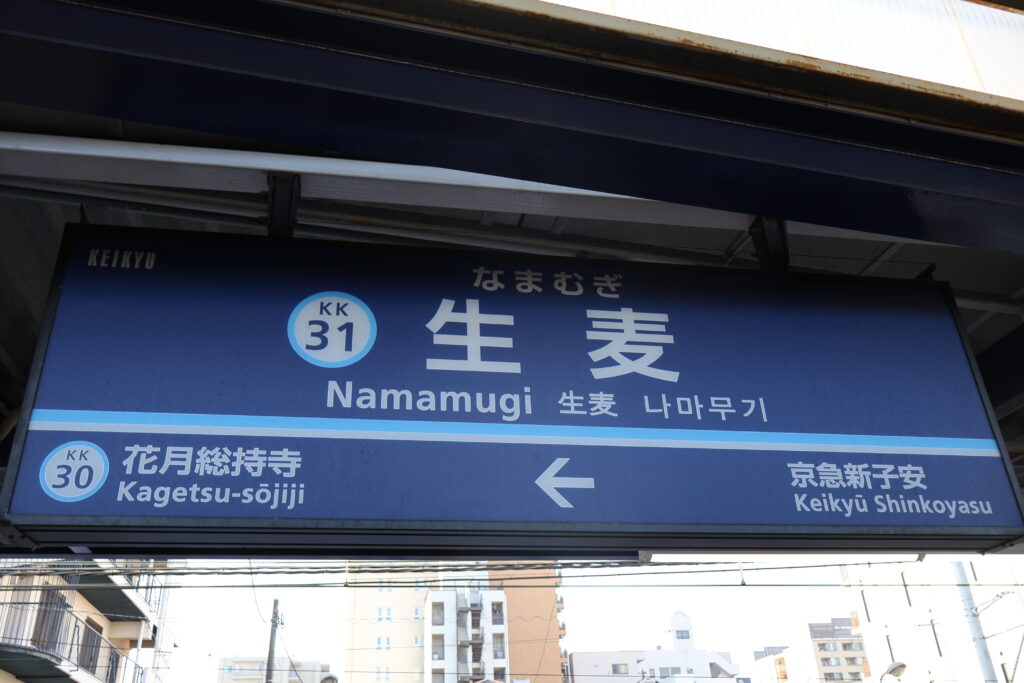 KEIKYU
なまむぎ
KK
31
生麦
Namamugi 生麦 나마무기
KK
30
花月総持寺
Kagetsu-sōjiji
←
京急新子安
Keikyū Shinkoyasu